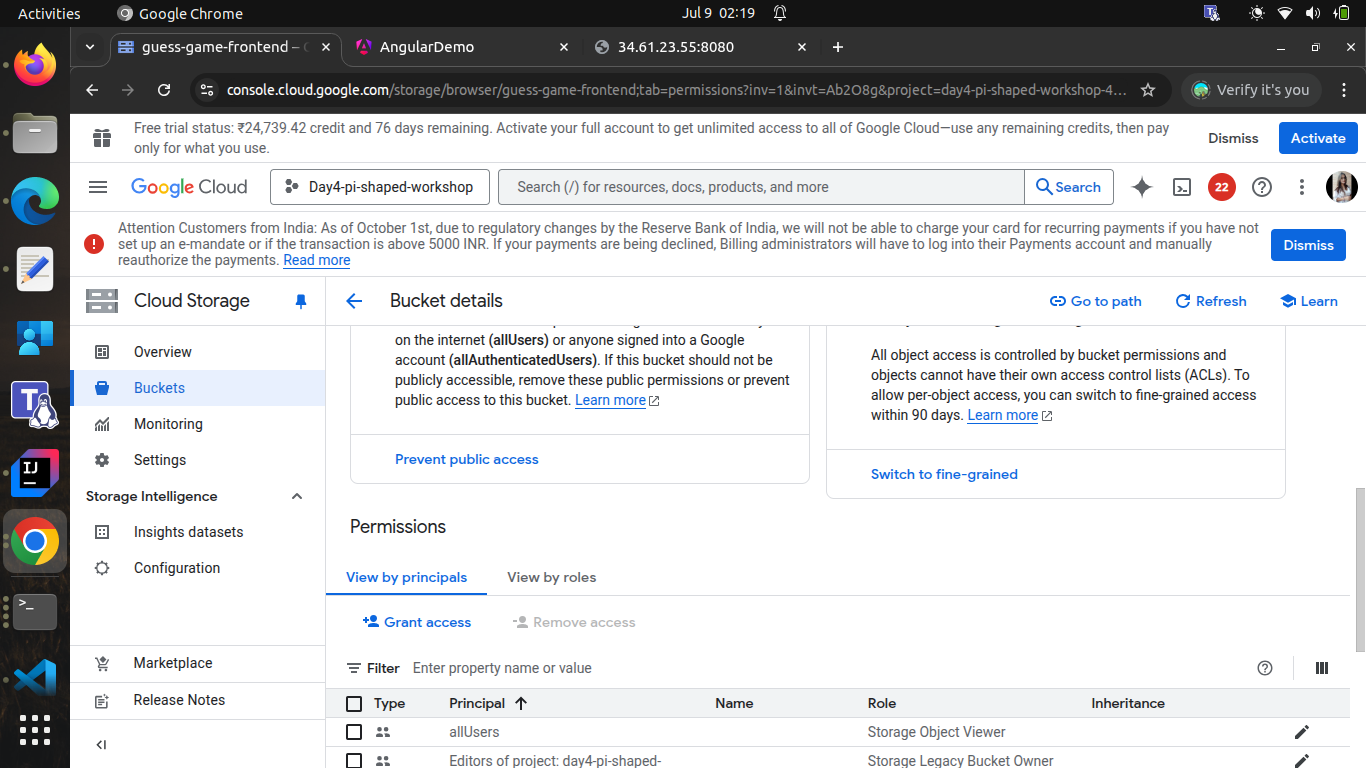 Activities
Google Chrome
Jul 9 02:19
guess-game-frontend –
AngularDemo
34.61.23.55:8080
console.cloud.google.com/storage/browser/guess-game-frontend;tab=permissions?inv=1&invt=Ab2O8g&project=day4-pi-shaped-workshop-4...
Verify it's you
Free trial status: ₹24,739.42 credit and 76 days remaining. Activate your full account to get unlimited access to all of Google Cloud—use any remaining credits, then pay
only for what you use.
Dismiss
Activate
Google Cloud
Day4-pi-shaped-workshop
Search (/) for resources, docs, products, and more
Search
22
Attention Customers from India: As of October 1st, due to regulatory changes by the Reserve Bank of India, we will not be able to charge your card for recurring payments if you have not
set up an e-mandate or if the transaction is above 5000 INR. If your payments are being declined, Billing administrators will have to log into their Payments account and manually
reauthorize the payments. Read more
Dismiss
Cloud Storage
Overview
Buckets
Monitoring
Settings
Storage Intelligence
Insights datasets
Configuration
Marketplace
Release Notes
Bucket details
Go to path
Refresh
Learn
on the internet (allUsers) or anyone signed into a Google
account (allAuthenticatedUsers). If this bucket should not be
publicly accessible, remove these public permissions or prevent
public access to this bucket. Learn more
Prevent public access
All object access is controlled by bucket permissions and
objects cannot have their own access control lists (ACLs). To
allow per-object access, you can switch to fine-grained access
within 90 days. Learn more
Switch to fine-grained
Permissions
View by principals
View by roles
Grant access
Remove access
Filter
Enter property name or value
Type
Principal
Name
Role
Inheritance
allUsers
Storage Object Viewer
Editors of project: day4-pi-shaped-
Storage Legacy Bucket Owner